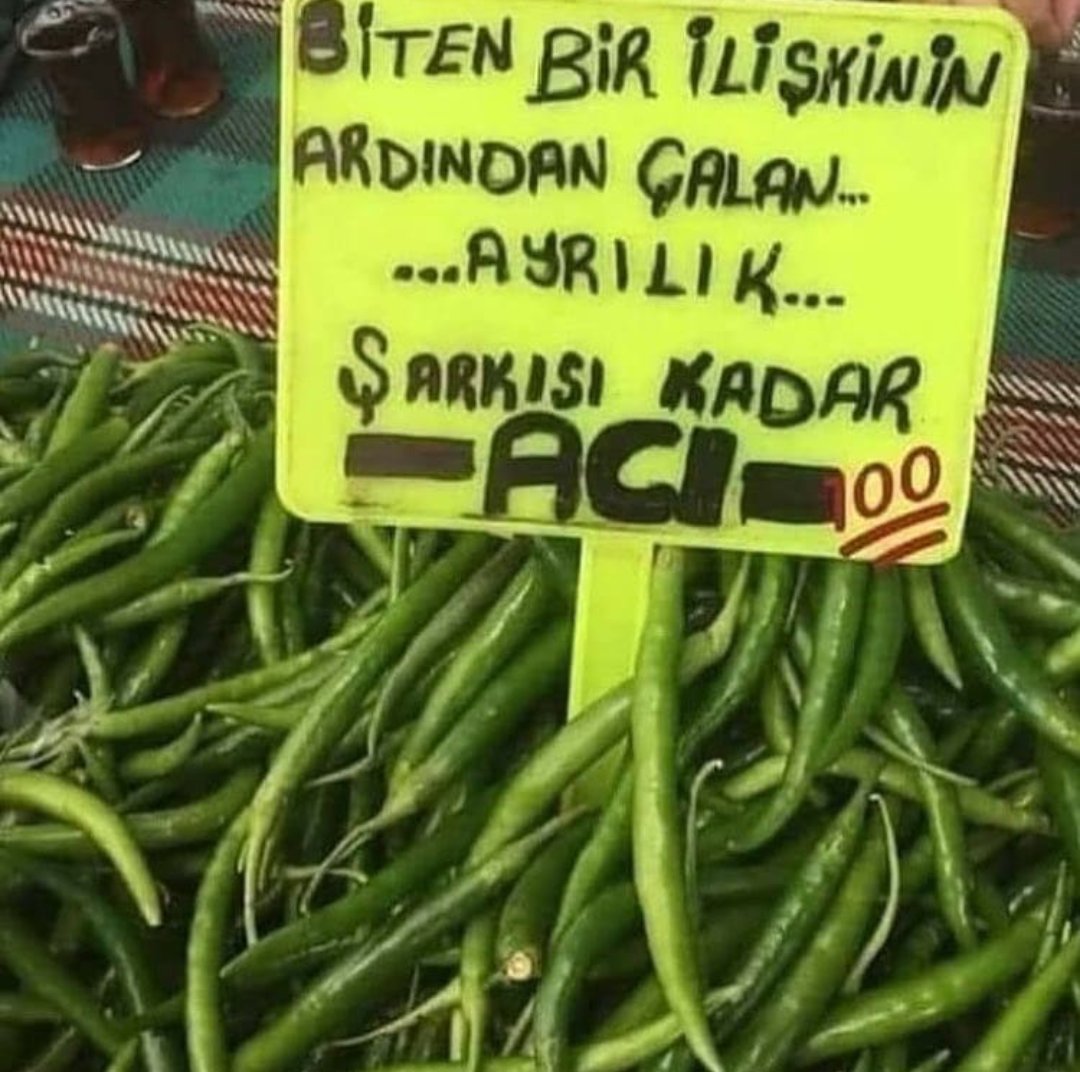 BİTEN BİR İLİŞKİNİN
ARDINDAN ÇALAN...
...AYRILIK...
ŞARKISI KADAR
-ACI-100